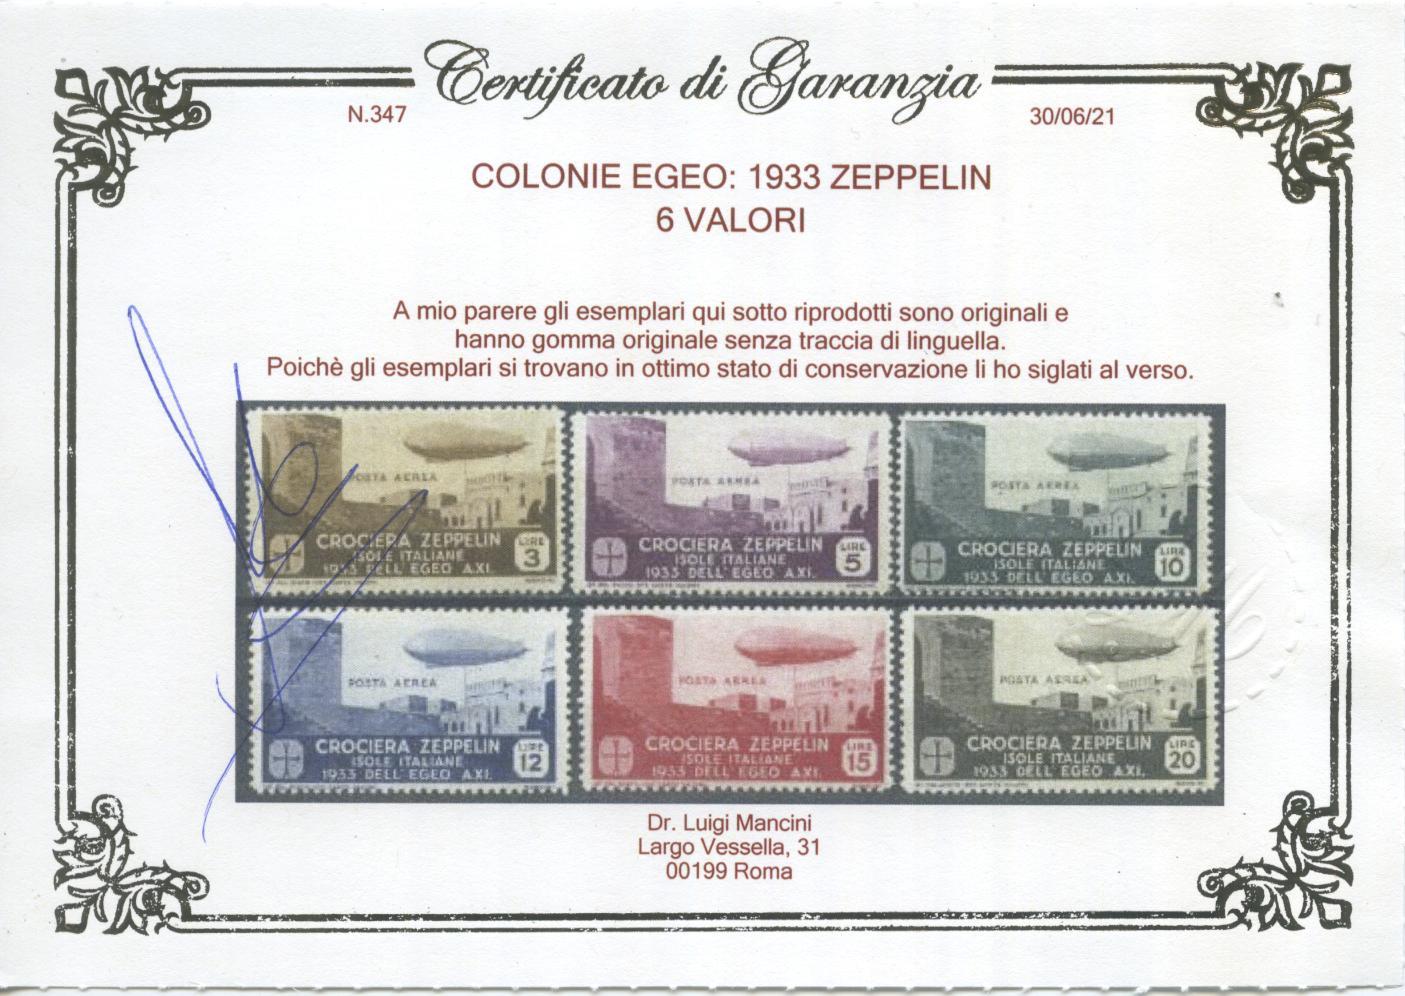 Certificato di Garanzia
N.347
30/06/21
COLONIE EGEO: 1933 ZEPPELIN
6 VALORI
A mio parere gli esemplari qui sotto riprodotti sono originali e
hanno gomma originale senza traccia di linguella.
Poichè gli esemplari si trovano in ottimo stato di conservazione li ho siglati al verso.
POSTA AEREA
CROCIERA ZEPPELIN
ISOLE ITALIANE
1933 DELL'EGEO A.XI.
LIRE
3
POSTA AEREA
CROCIERA ZEPPELIN
ISOLE ITALIANE
1933 DELL'EGEO A.XI.
LIRE
5
POSTA AEREA
CROCIERA ZEPPELIN
ISOLE ITALIANE
1933 DELL'EGEO A.XI.
LIRE
10
POSTA AEREA
CROCIERA ZEPPELIN
ISOLE ITALIANE
1933 DELL'EGEO A.XI.
LIRE
12
POSTA AEREA
CROCIERA ZEPPELIN
ISOLE ITALIANE
1933 DELL'EGEO A.XI.
LIRE
15
POSTA AEREA
CROCIERA ZEPPELIN
ISOLE ITALIANE
1933 DELL'EGEO A.XI.
LIRE
20
Dr. Luigi Mancini
Largo Vessella, 31
00199 Roma